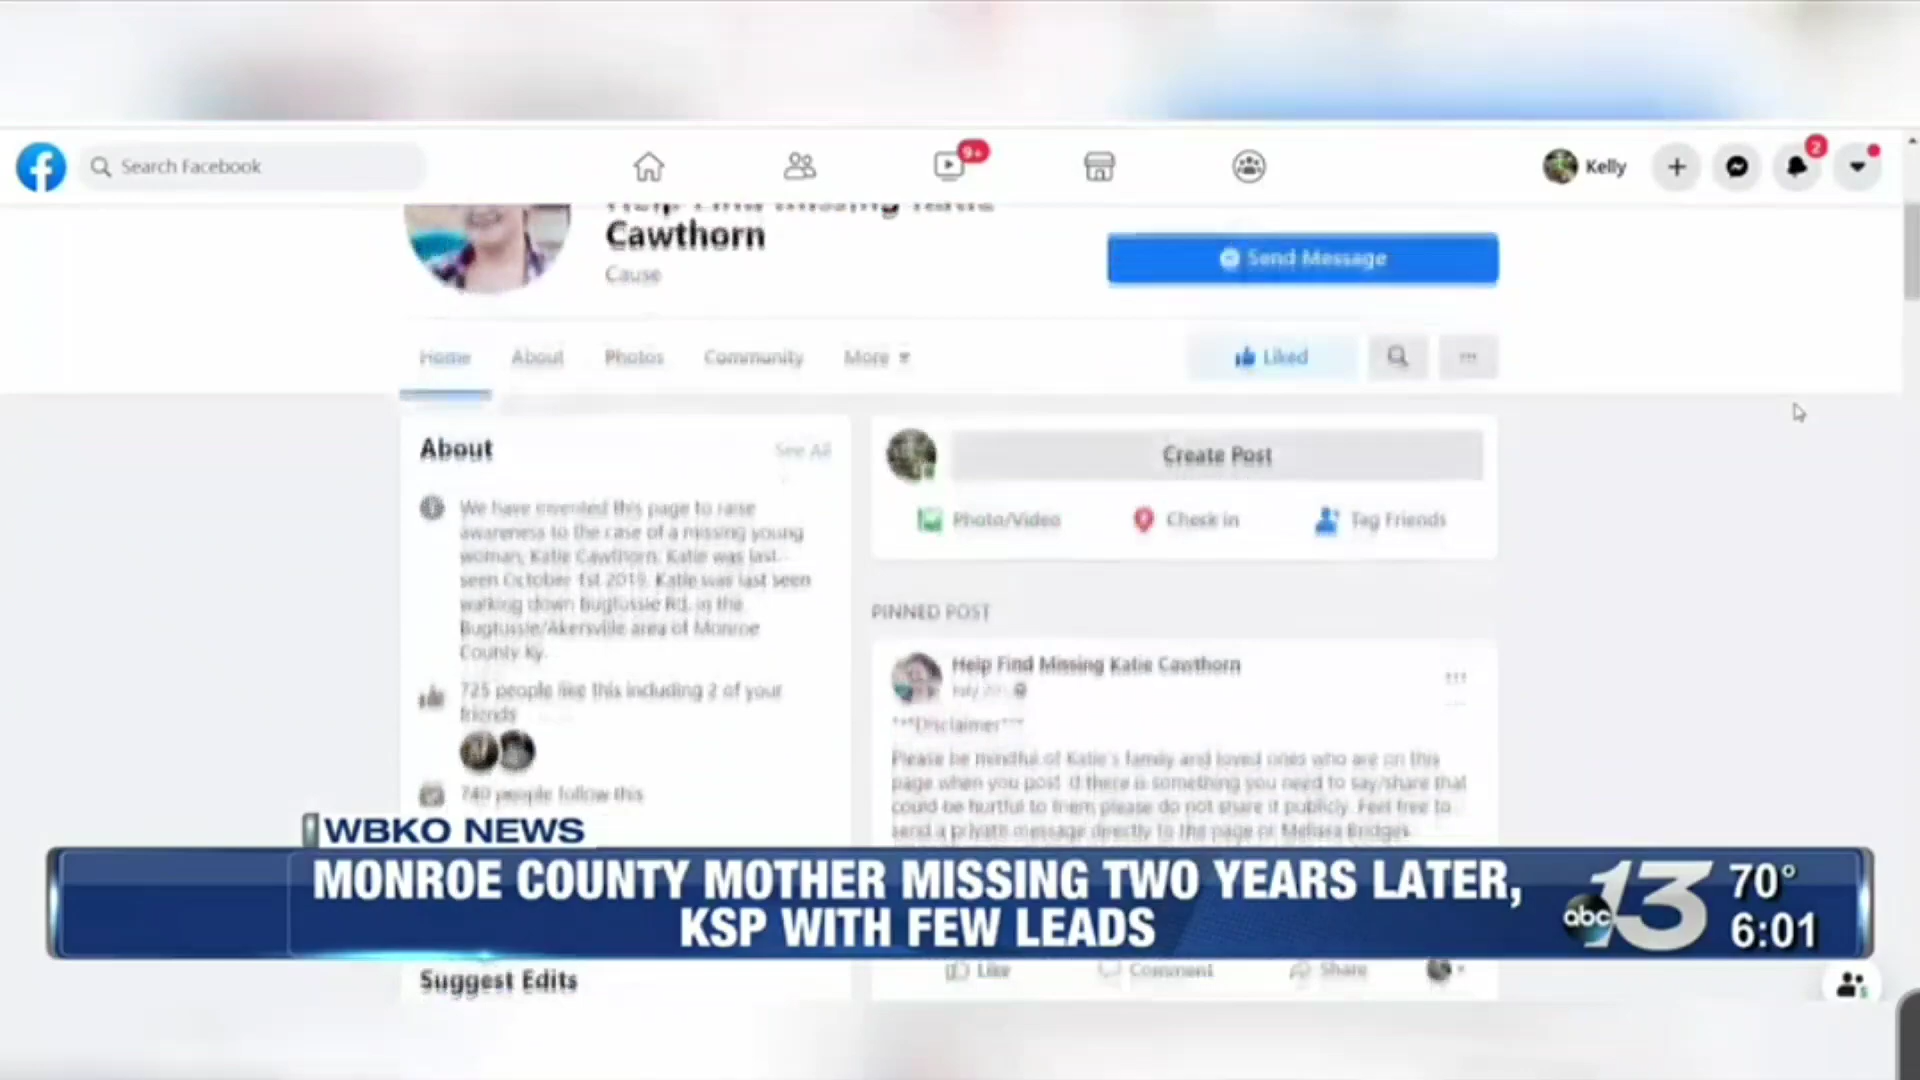 Search Facebook
9+
Kelly
2
Help Find Missing Katie
Cawthorn
Cause
Send Message
Home
About
Photos
Community
More
Liked
About
See All
We have invented this page to raise
awareness to the case of a missing young
woman, Katie Cawthorn. Katie was last
seen October 1st 2019. Katie was last seen
walking down Bugtussle Rd. in the
Bugtussle/Akersville area of Monroe
County Ky.
725 people like this including 2 of your
friends
740 people follow this
Suggest Edits
Create Post
Photo/Video
Check in
Tag Friends
PINNED POST
Help Find Missing Katie Cawthorn
July
***Disclaimer***
Please be mindful of Katie's family and loved ones who are on this
page when you post. If there is something you need to say/share that
could be hurtful to them please do not share it publicly. Feel free to
send a private message directly to the page or Melissa Bridges
Like
Comment
Share
WBKO NEWS
MONROE COUNTY MOTHER MISSING TWO YEARS LATER,
KSP WITH FEW LEADS
abc 13
70°
6:01